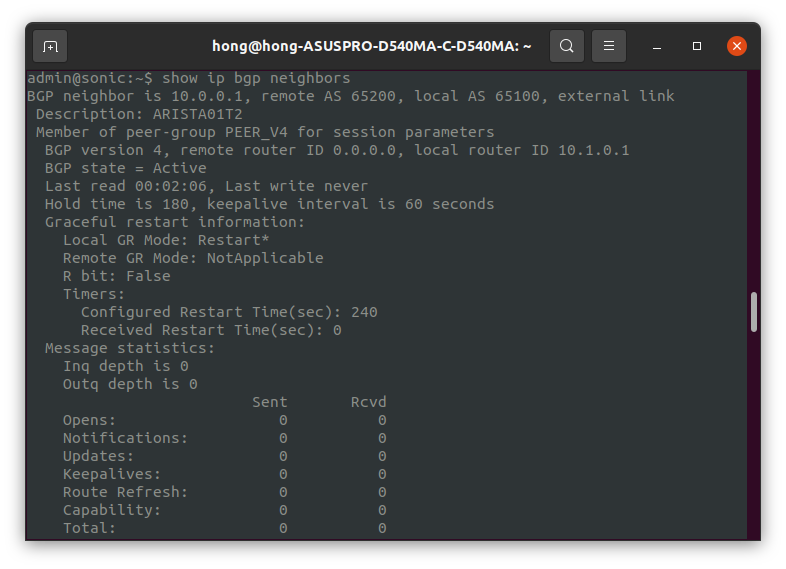 hong@hong-ASUSPRO-D540MA-C-D540MA: ~
admin@sonic:~$ show ip bgp neighbors
BGP neighbor is 10.0.0.1, remote AS 65200, local AS 65100, external link
 Description: ARISTA01T2
 Member of peer-group PEER_V4 for session parameters
  BGP version 4, remote router ID 0.0.0.0, local router ID 10.1.0.1
  BGP state = Active
  Last read 00:02:06, Last write never
  Hold time is 180, keepalive interval is 60 seconds
  Graceful restart information:
    Local GR Mode: Restart*
    Remote GR Mode: NotApplicable
    R bit: False
    Timers:
      Configured Restart Time(sec): 240
      Received Restart Time(sec): 0
  Message statistics:
    Inq depth is 0
    Outq depth is 0
                         Sent       Rcvd
    Opens:                  0          0
    Notifications:          0          0
    Updates:                0          0
    Keepalives:             0          0
    Route Refresh:          0          0
    Capability:             0          0
    Total:                  0          0